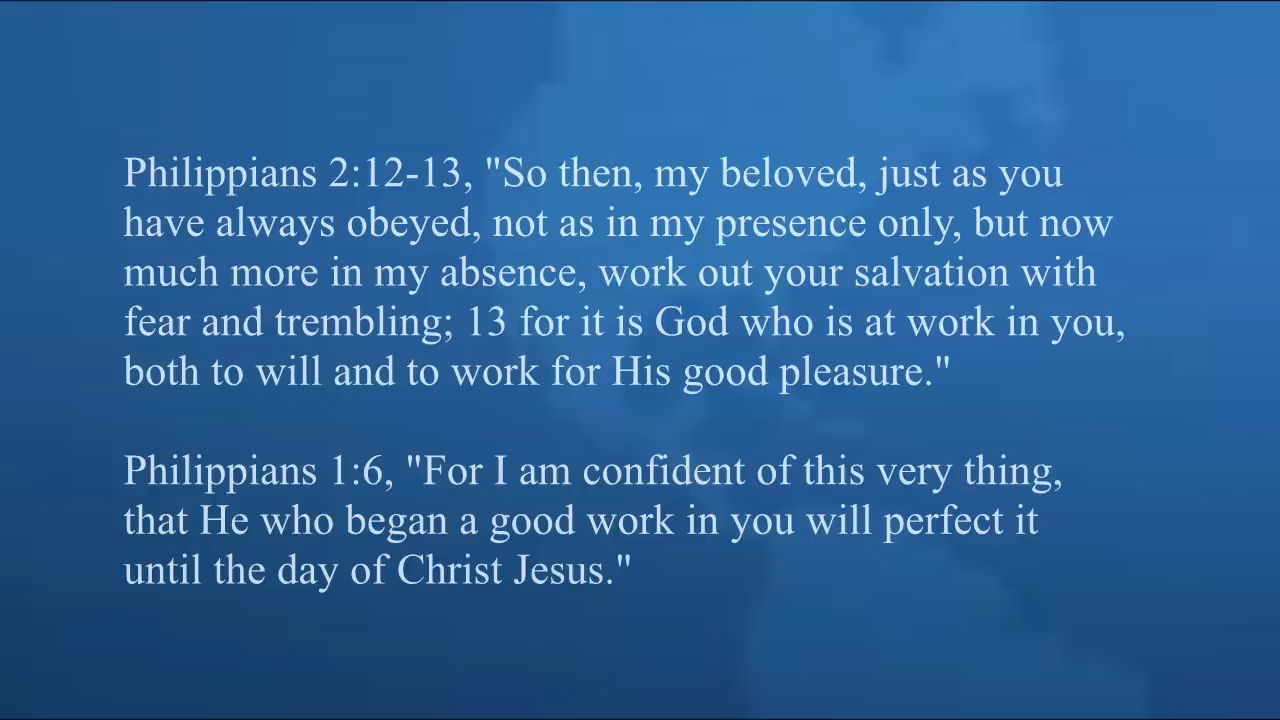 Philippians 2:12-13, "So then, my beloved, just as you
have always obeyed, not as in my presence only, but now
much more in my absence, work out your salvation with
fear and trembling; 13 for it is God who is at work in you,
both to will and to work for His good pleasure."
Philippians 1:6, "For I am confident of this very thing,
that He who began a good work in you will perfect it
until the day of Christ Jesus."